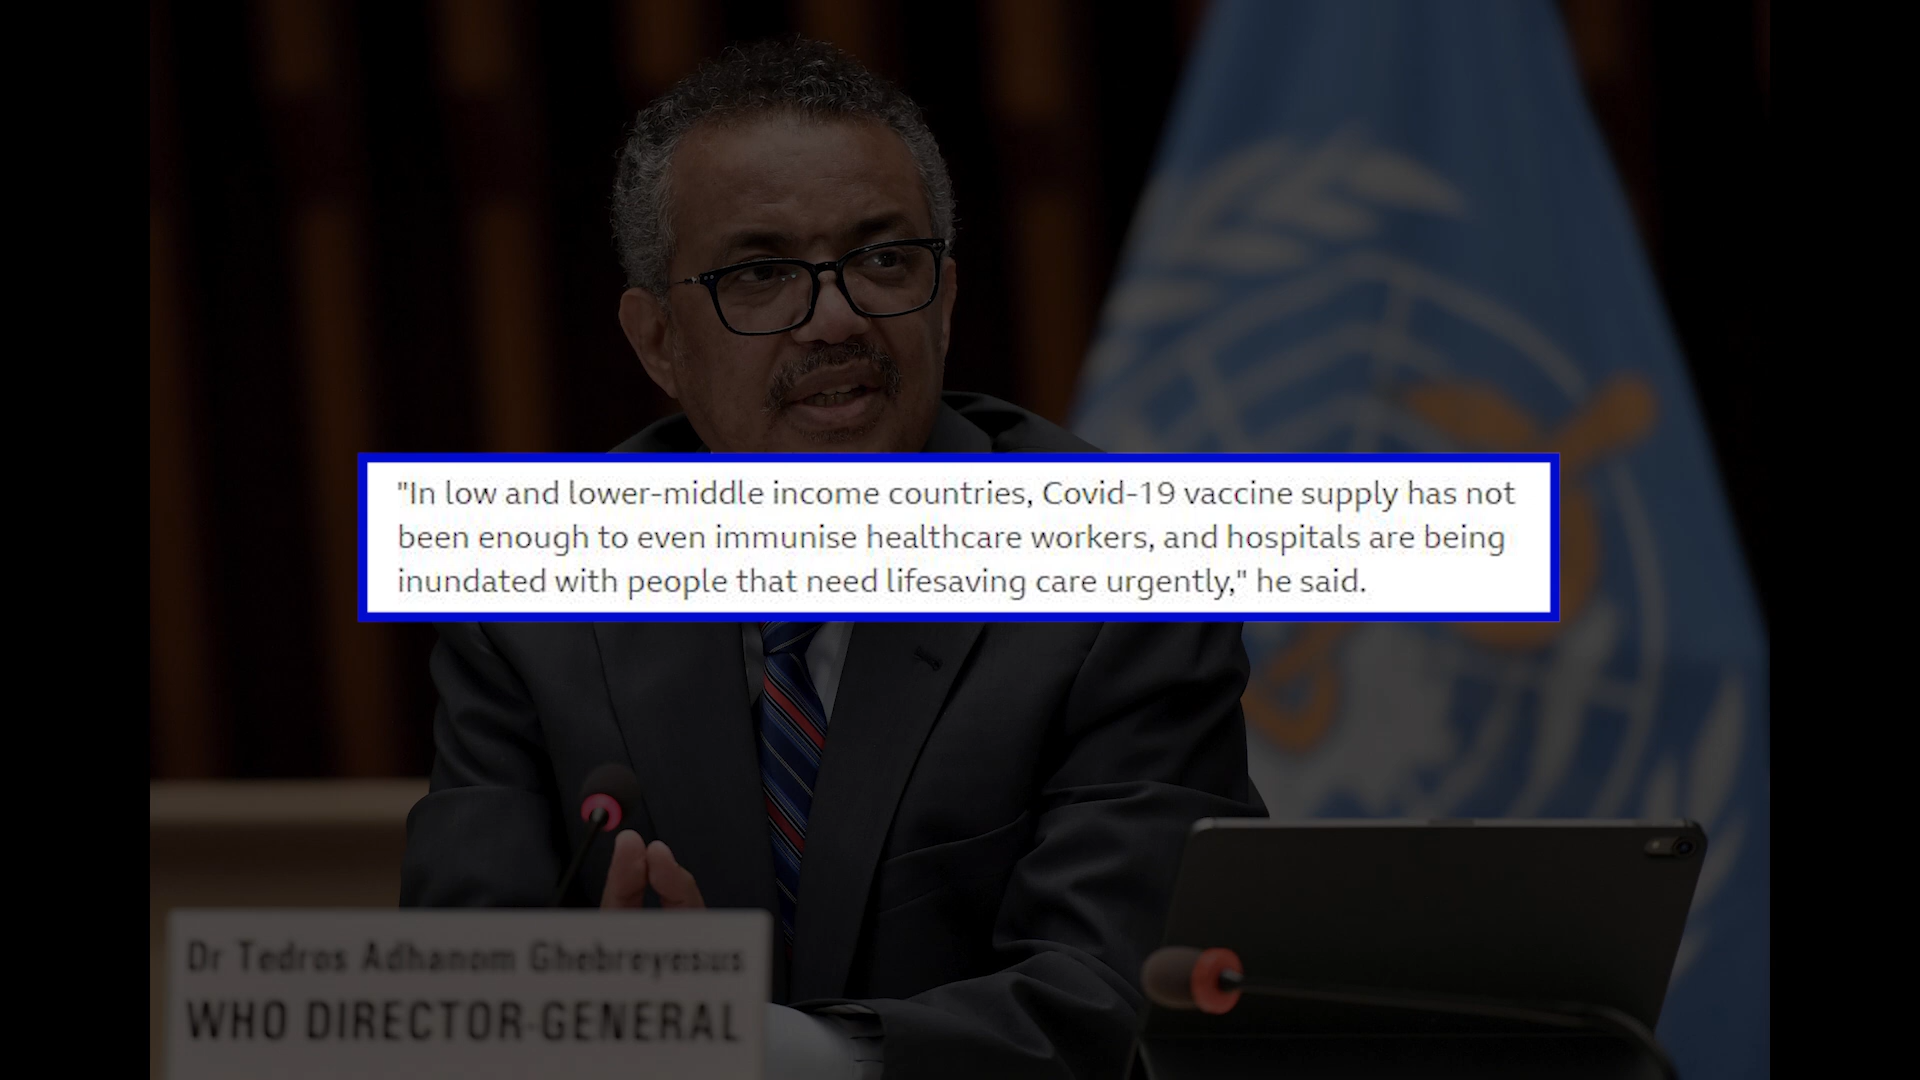 "In low and lower-middle income countries, Covid-19 vaccine supply has not
been enough to even immunise healthcare workers, and hospitals are being
inundated with people that need lifesaving care urgently," he said.
Dr Tedros Adhanom Ghebreyesus
WHO DIRECTOR-GENERAL